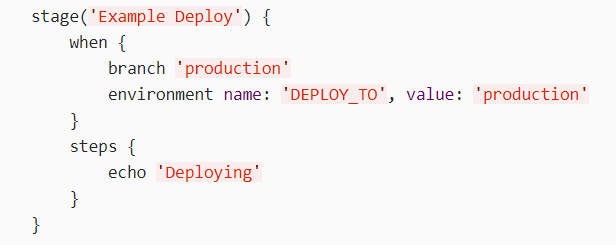 stage('Example Deploy') {
    when {
        branch 'production'
        environment name: 'DEPLOY_TO', value: 'production'
    }
    steps {
        echo 'Deploying'
    }
}